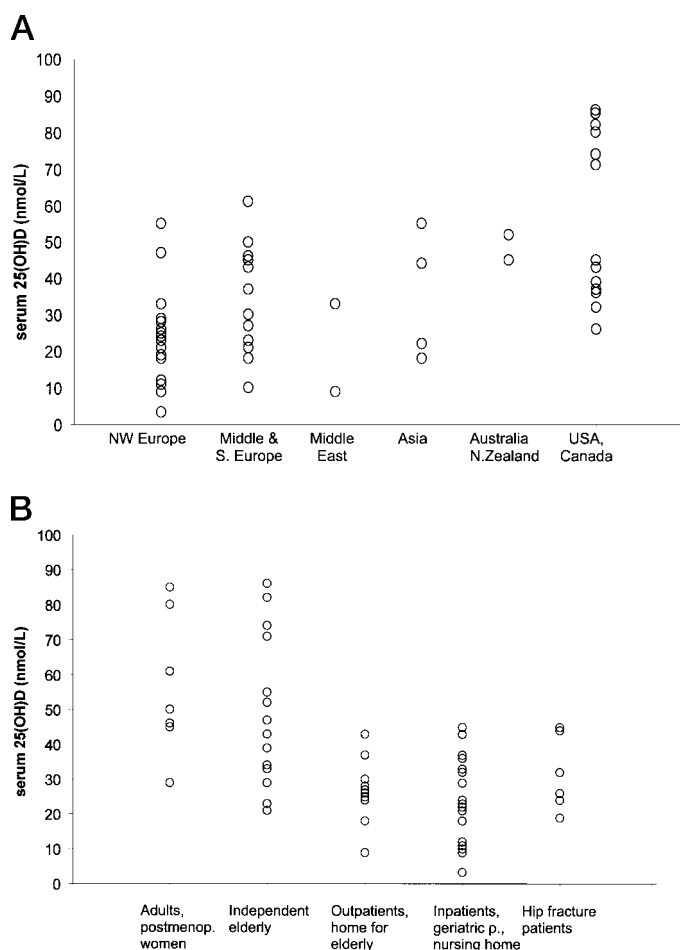 A
100
90
80
70
60
50
40
30
20
10
0
serum 25(OH)D (nmol/L)
NW Europe
Middle &
S. Europe
Middle
East
Asia
Australia
N.Zealand
USA,
Canada
B
100
90
80
70
60
50
40
30
20
10
0
serum 25(OH)D (nmol/L)
Adults,
postmenop.
women
Independent
elderly
Outpatients,
home for
elderly
Inpatients,
geriatric p.,
nursing home
Hip fracture
patients